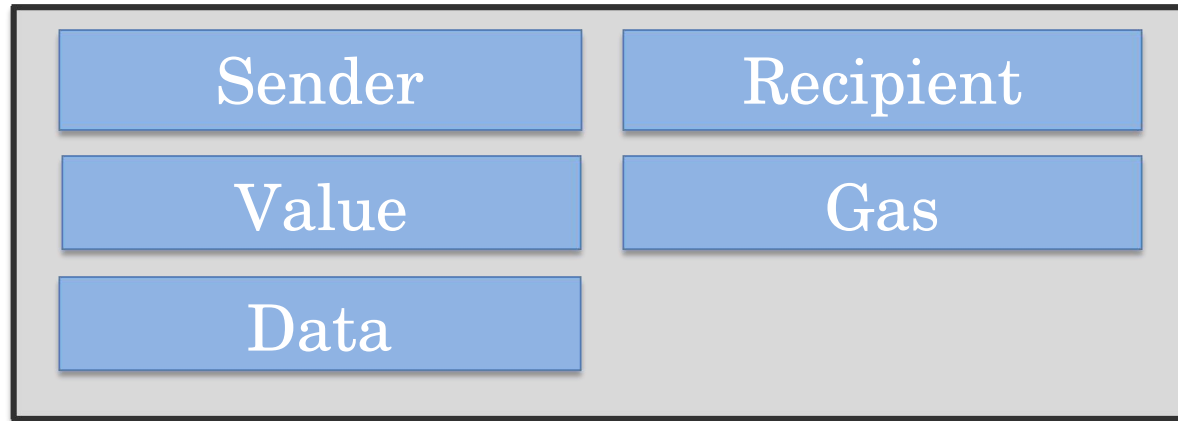 Sender
Recipient
Value
Gas
Data